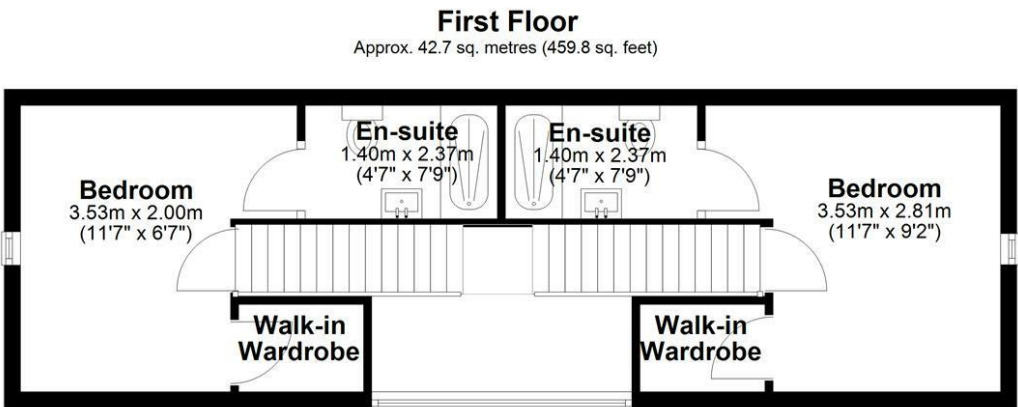 First Floor
Approx. 42.7 sq. metres (459.8 sq. feet)
En-suite
1.40m x 2.37m
(4'7" x 7'9")
En-suite
1.40m x 2.37m
(4'7" x 7'9")
Bedroom
3.53m x 2.00m
(11'7" x 6'7")
Bedroom
3.53m x 2.81m
(11'7" x 9'2")
Walk-in
Wardrobe
Walk-in
Wardrobe